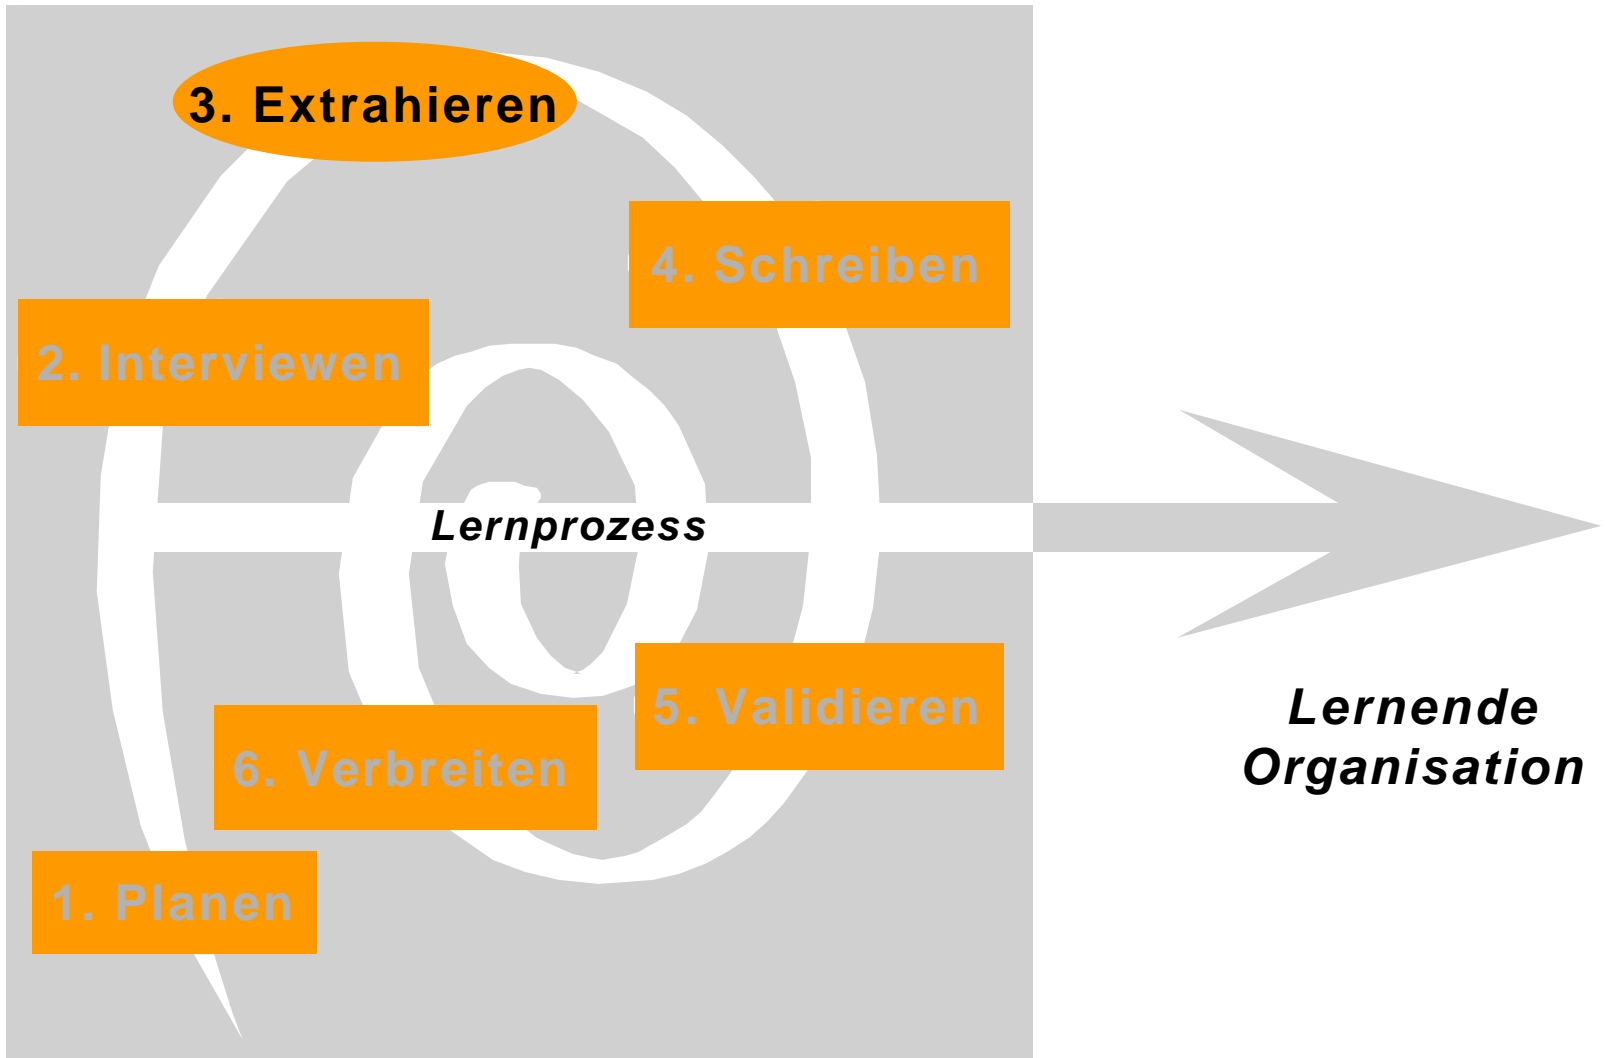 3. Extrahieren
4. Schreiben
2. Interviewen
Lernprozess
5. Validieren
6. Verbreiten
1. Planen
Lernende
Organisation